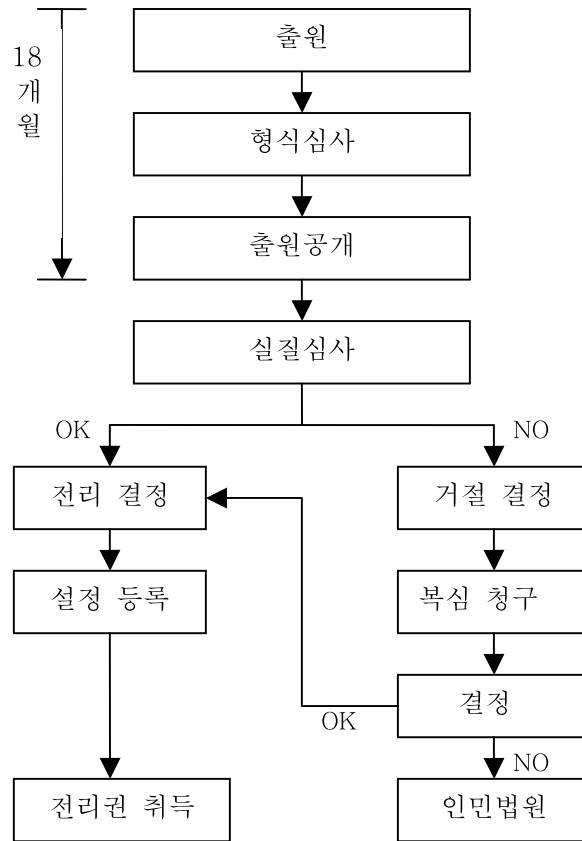 출원
18
개
월
형식심사
출원공개
실질심사
OK
NO
전리 결정
거절 결정
설정 등록
복심 청구
결정
OK
NO
전리권 취득
인민법원